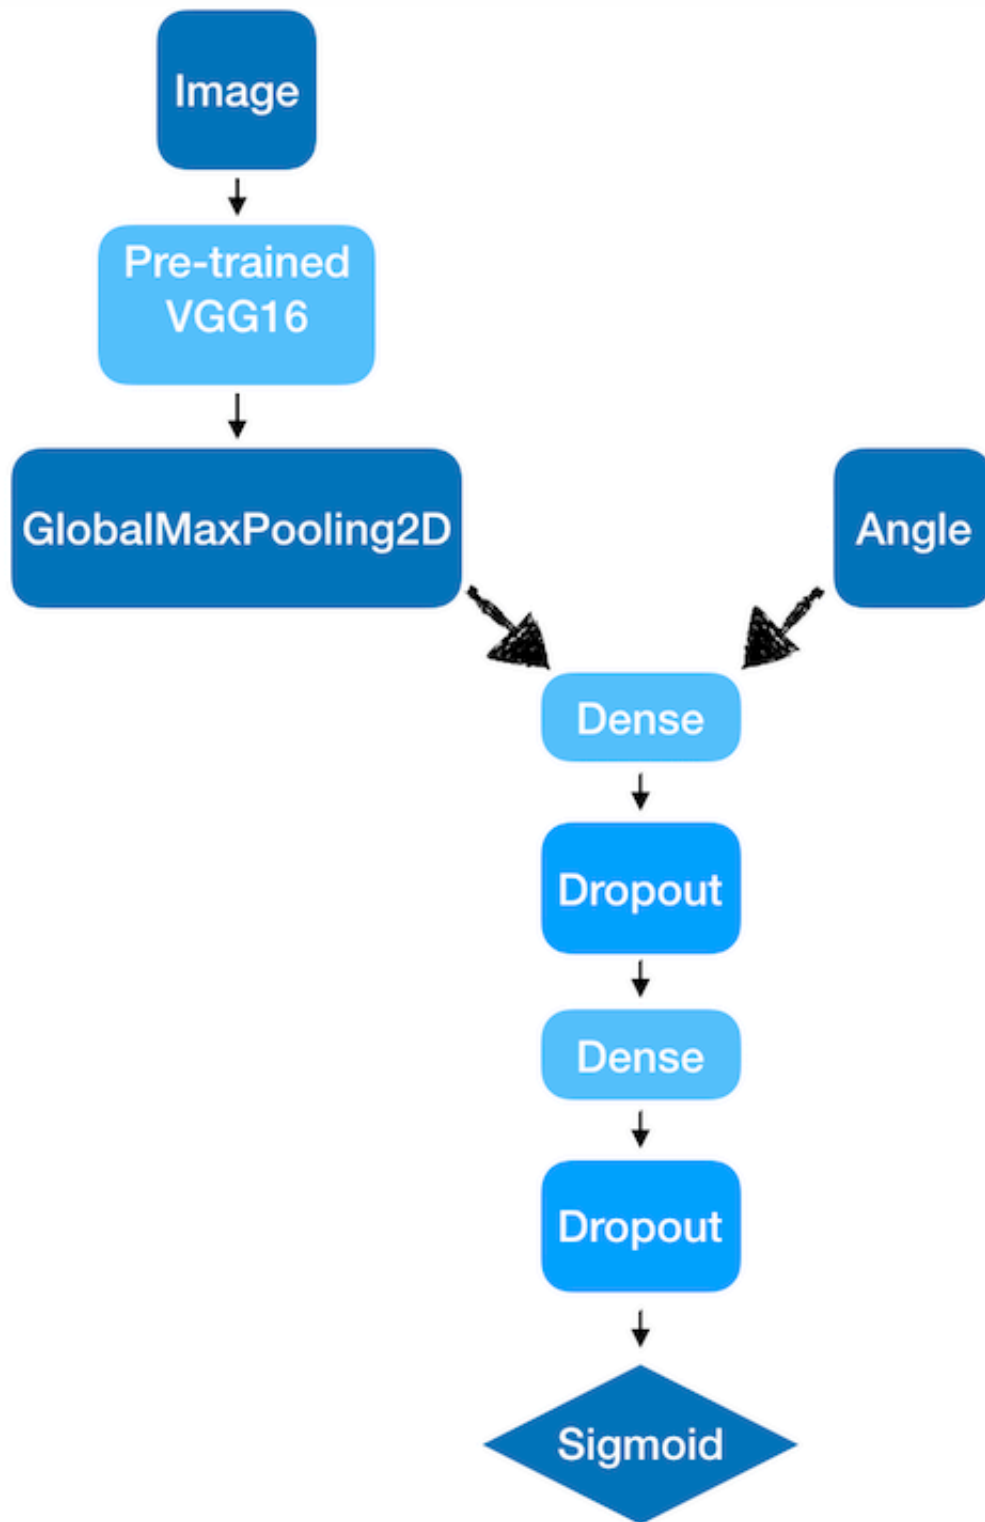 Image
Pre-trained
VGG16
GlobalMaxPooling2D
Angle
Dense
Dropout
Dense
Dropout
Sigmoid